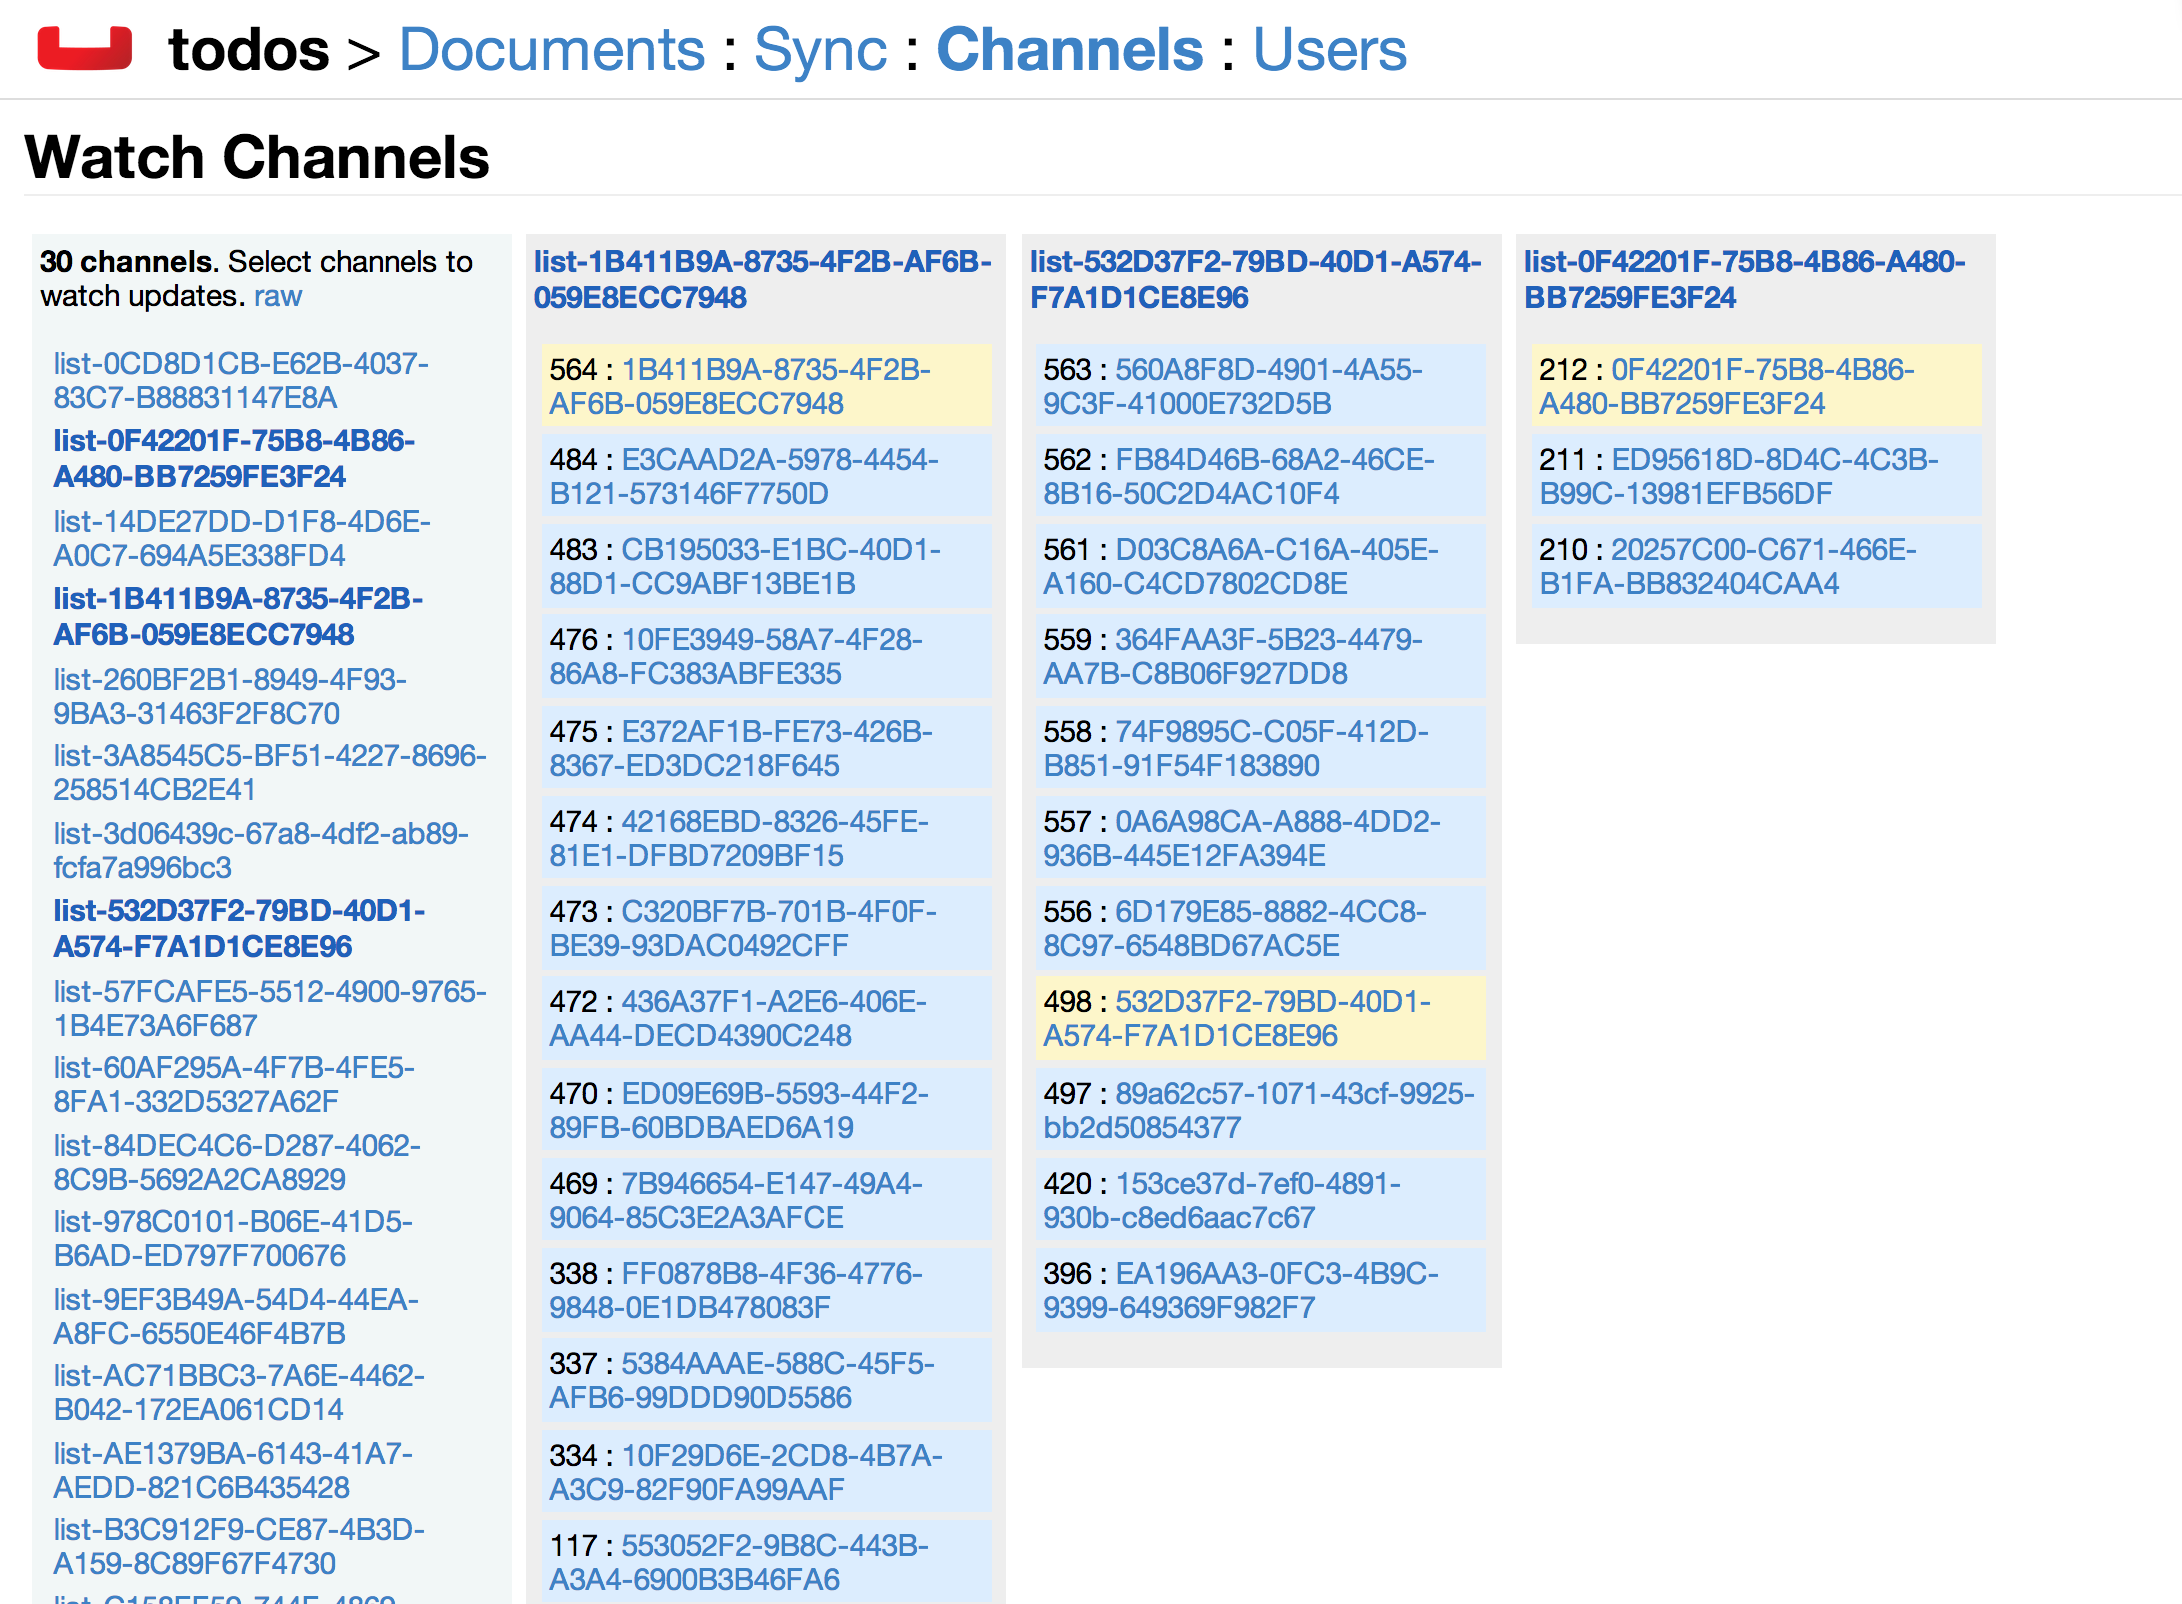 todos > Documents : Sync : Channels : Users
Watch Channels
30 channels. Select channels to
watch updates. raw
list-0CD8D1CB-E62B-4037-
83C7-B88831147E8A
list-0F42201F-75B8-4B86-
A480-BB7259FE3F24
list-14DE27DD-D1F8-4D6E-
A0C7-694A5E338FD4
list-1B411B9A-8735-4F2B-
AF6B-059E8ECC7948
list-260BF2B1-8949-4F93-
9BA3-31463F2F8C70
list-3A8545C5-BF51-4227-8696-
258514CB2E41
list-3d06439c-67a8-4df2-ab89-
fcfa7a996bc3
list-532D37F2-79BD-40D1-
A574-F7A1D1CE8E96
list-57FCAFE5-5512-4900-9765-
1B4E73A6F687
list-60AF295A-4F7B-4FE5-
8FA1-332D5327A62F
list-84DEC4C6-D287-4062-
8C9B-5692A2CA8929
list-978C0101-B06E-41D5-
B6AD-ED797F700676
list-9EF3B49A-54D4-44EA-
A8FC-6550E46F4B7B
list-AC71BBC3-7A6E-4462-
B042-172EA061CD14
list-AE1379BA-6143-41A7-
AEDD-821C6B435428
list-B3C912F9-CE87-4B3D-
A159-8C89F67F4730
list-1B411B9A-8735-4F2B-AF6B-
059E8ECC7948
564 : 1B411B9A-8735-4F2B-
AF6B-059E8ECC7948
484 : E3CAAD2A-5978-4454-
B121-573146F7750D
483 : CB195033-E1BC-40D1-
88D1-CC9ABF13BE1B
476 : 10FE3949-58A7-4F28-
86A8-FC383ABFE335
475 : E372AF1B-FE73-426B-
8367-ED3DC218F645
474 : 42168EBD-8326-45FE-
81E1-DFBD7209BF15
473 : C320BF7B-701B-4F0F-
BE39-93DAC0492CFF
472 : 436A37F1-A2E6-406E-
AA44-DECD4390C248
470 : ED09E69B-5593-44F2-
89FB-60BDBAED6A19
469 : 7B946654-E147-49A4-
9064-85C3E2A3AFCE
338 : FF0878B8-4F36-4776-
9848-0E1DB478083F
337 : 5384AAAE-588C-45F5-
AFB6-99DDD90D5586
334 : 10F29D6E-2CD8-4B7A-
A3C9-82F90FA99AAF
117 : 553052F2-9B8C-443B-
A3A4-6900B3B46FA6
list-532D37F2-79BD-40D1-A574-
F7A1D1CE8E96
563 : 560A8F8D-4901-4A55-
9C3F-41000E732D5B
562 : FB84D46B-68A2-46CE-
8B16-50C2D4AC10F4
561 : D03C8A6A-C16A-405E-
A160-C4CD7802CD8E
559 : 364FAA3F-5B23-4479-
AA7B-C8B06F927DD8
558 : 74F9895C-C05F-412D-
B851-91F54F183890
557 : 0A6A98CA-A888-4DD2-
936B-445E12FA394E
556 : 6D179E85-8882-4CC8-
8C97-6548BD67AC5E
498 : 532D37F2-79BD-40D1-
A574-F7A1D1CE8E96
497 : 89a62c57-1071-43cf-9925-
bb2d50854377
420 : 153ce37d-7ef0-4891-
930b-c8ed6aac7c67
396 : EA196AA3-0FC3-4B9C-
9399-649369F982F7
list-0F42201F-75B8-4B86-A480-
BB7259FE3F24
212 : 0F42201F-75B8-4B86-
A480-BB7259FE3F24
211 : ED95618D-8D4C-4C3B-
B99C-13981EFB56DF
210 : 20257C00-C671-466E-
B1FA-BB832404CAA4